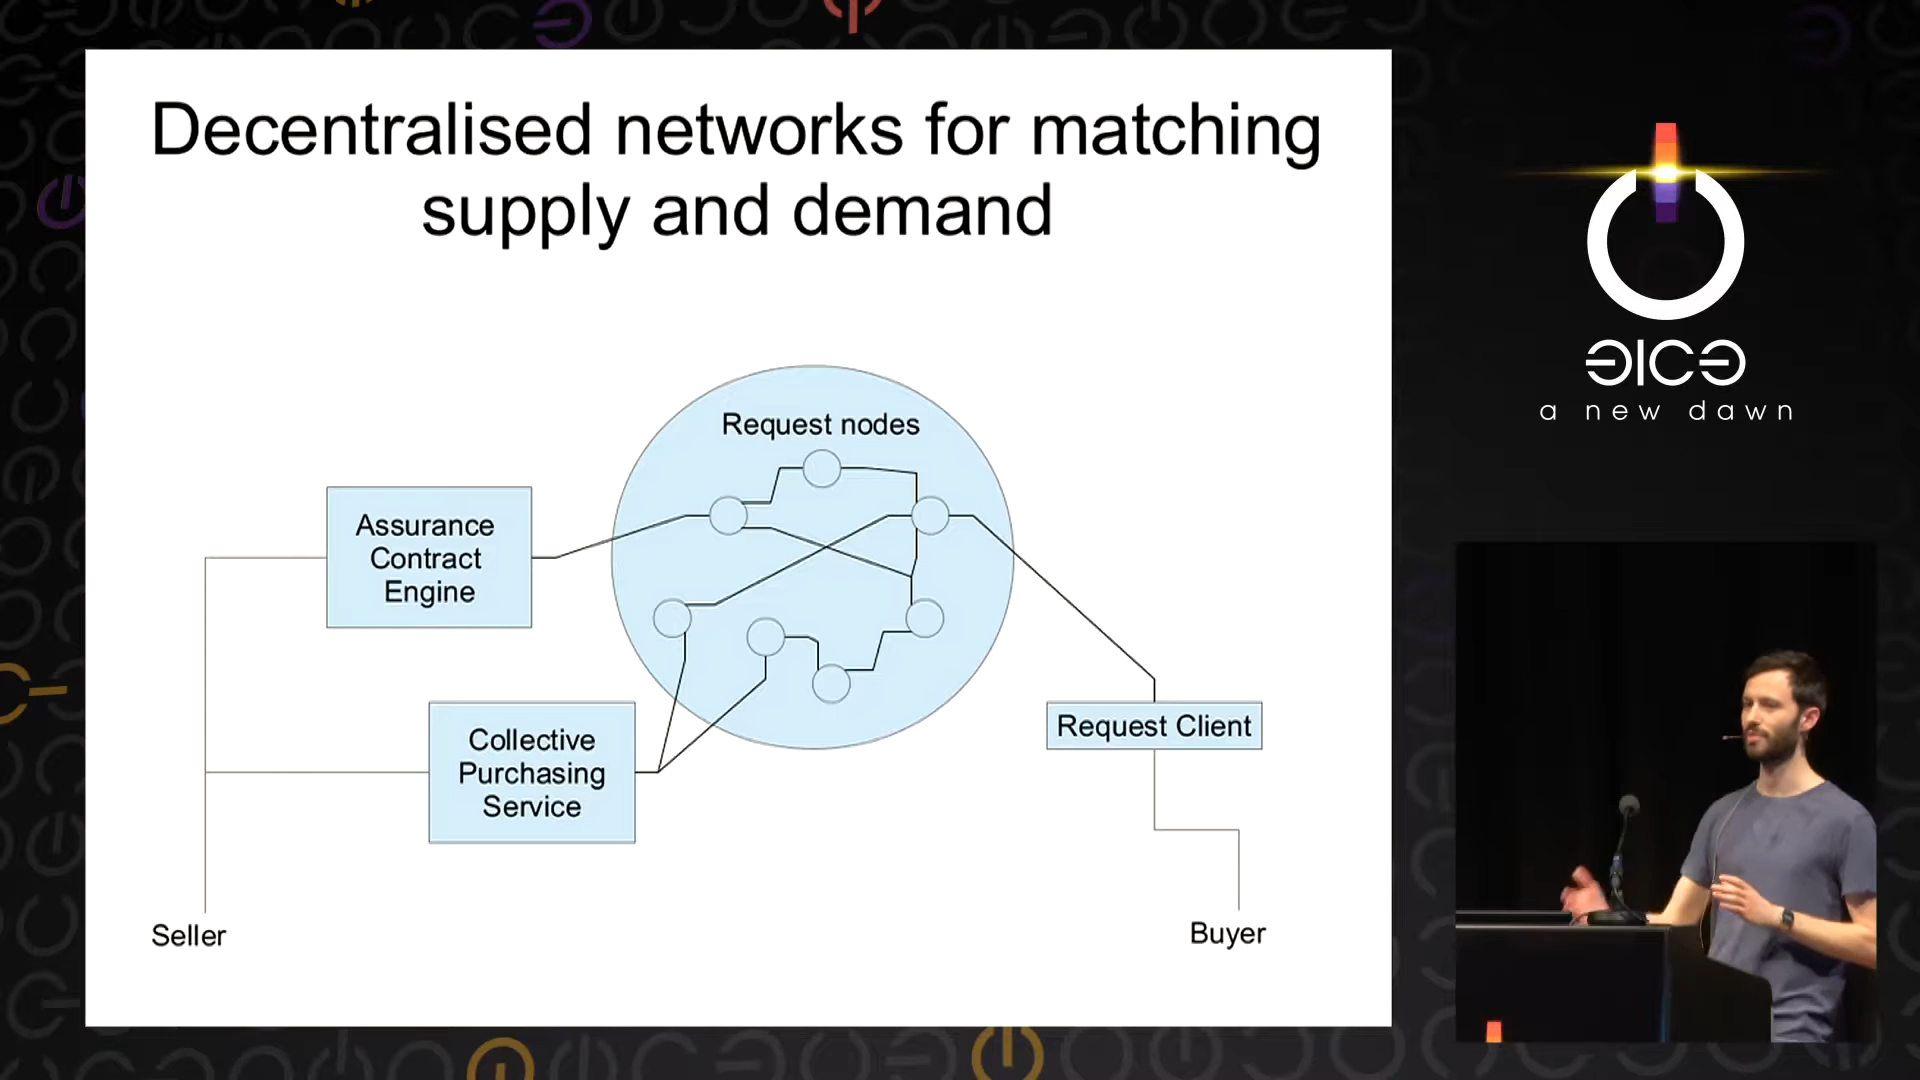 Decentralised networks for matching
supply and demand
Request nodes
Assurance
Contract
Engine
Collective
Purchasing
Service
Request Client
Seller
Buyer
ƎICƎ
a new dawn